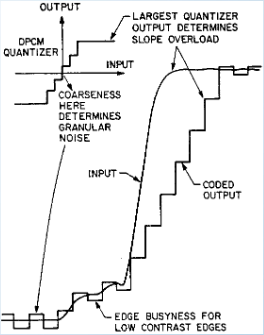 OUTPUT
LARGEST QUANTIZER
OUTPUT DETERMINES
SLOPE OVERLOAD
DPCM
QUANTIZER
INPUT
COARSENESS
HERE
DETERMINES
GRANULAR
NOISE
INPUT
CODED
OUTPUT
EDGE BUSYNESS FOR
LOW CONTRAST EDGES